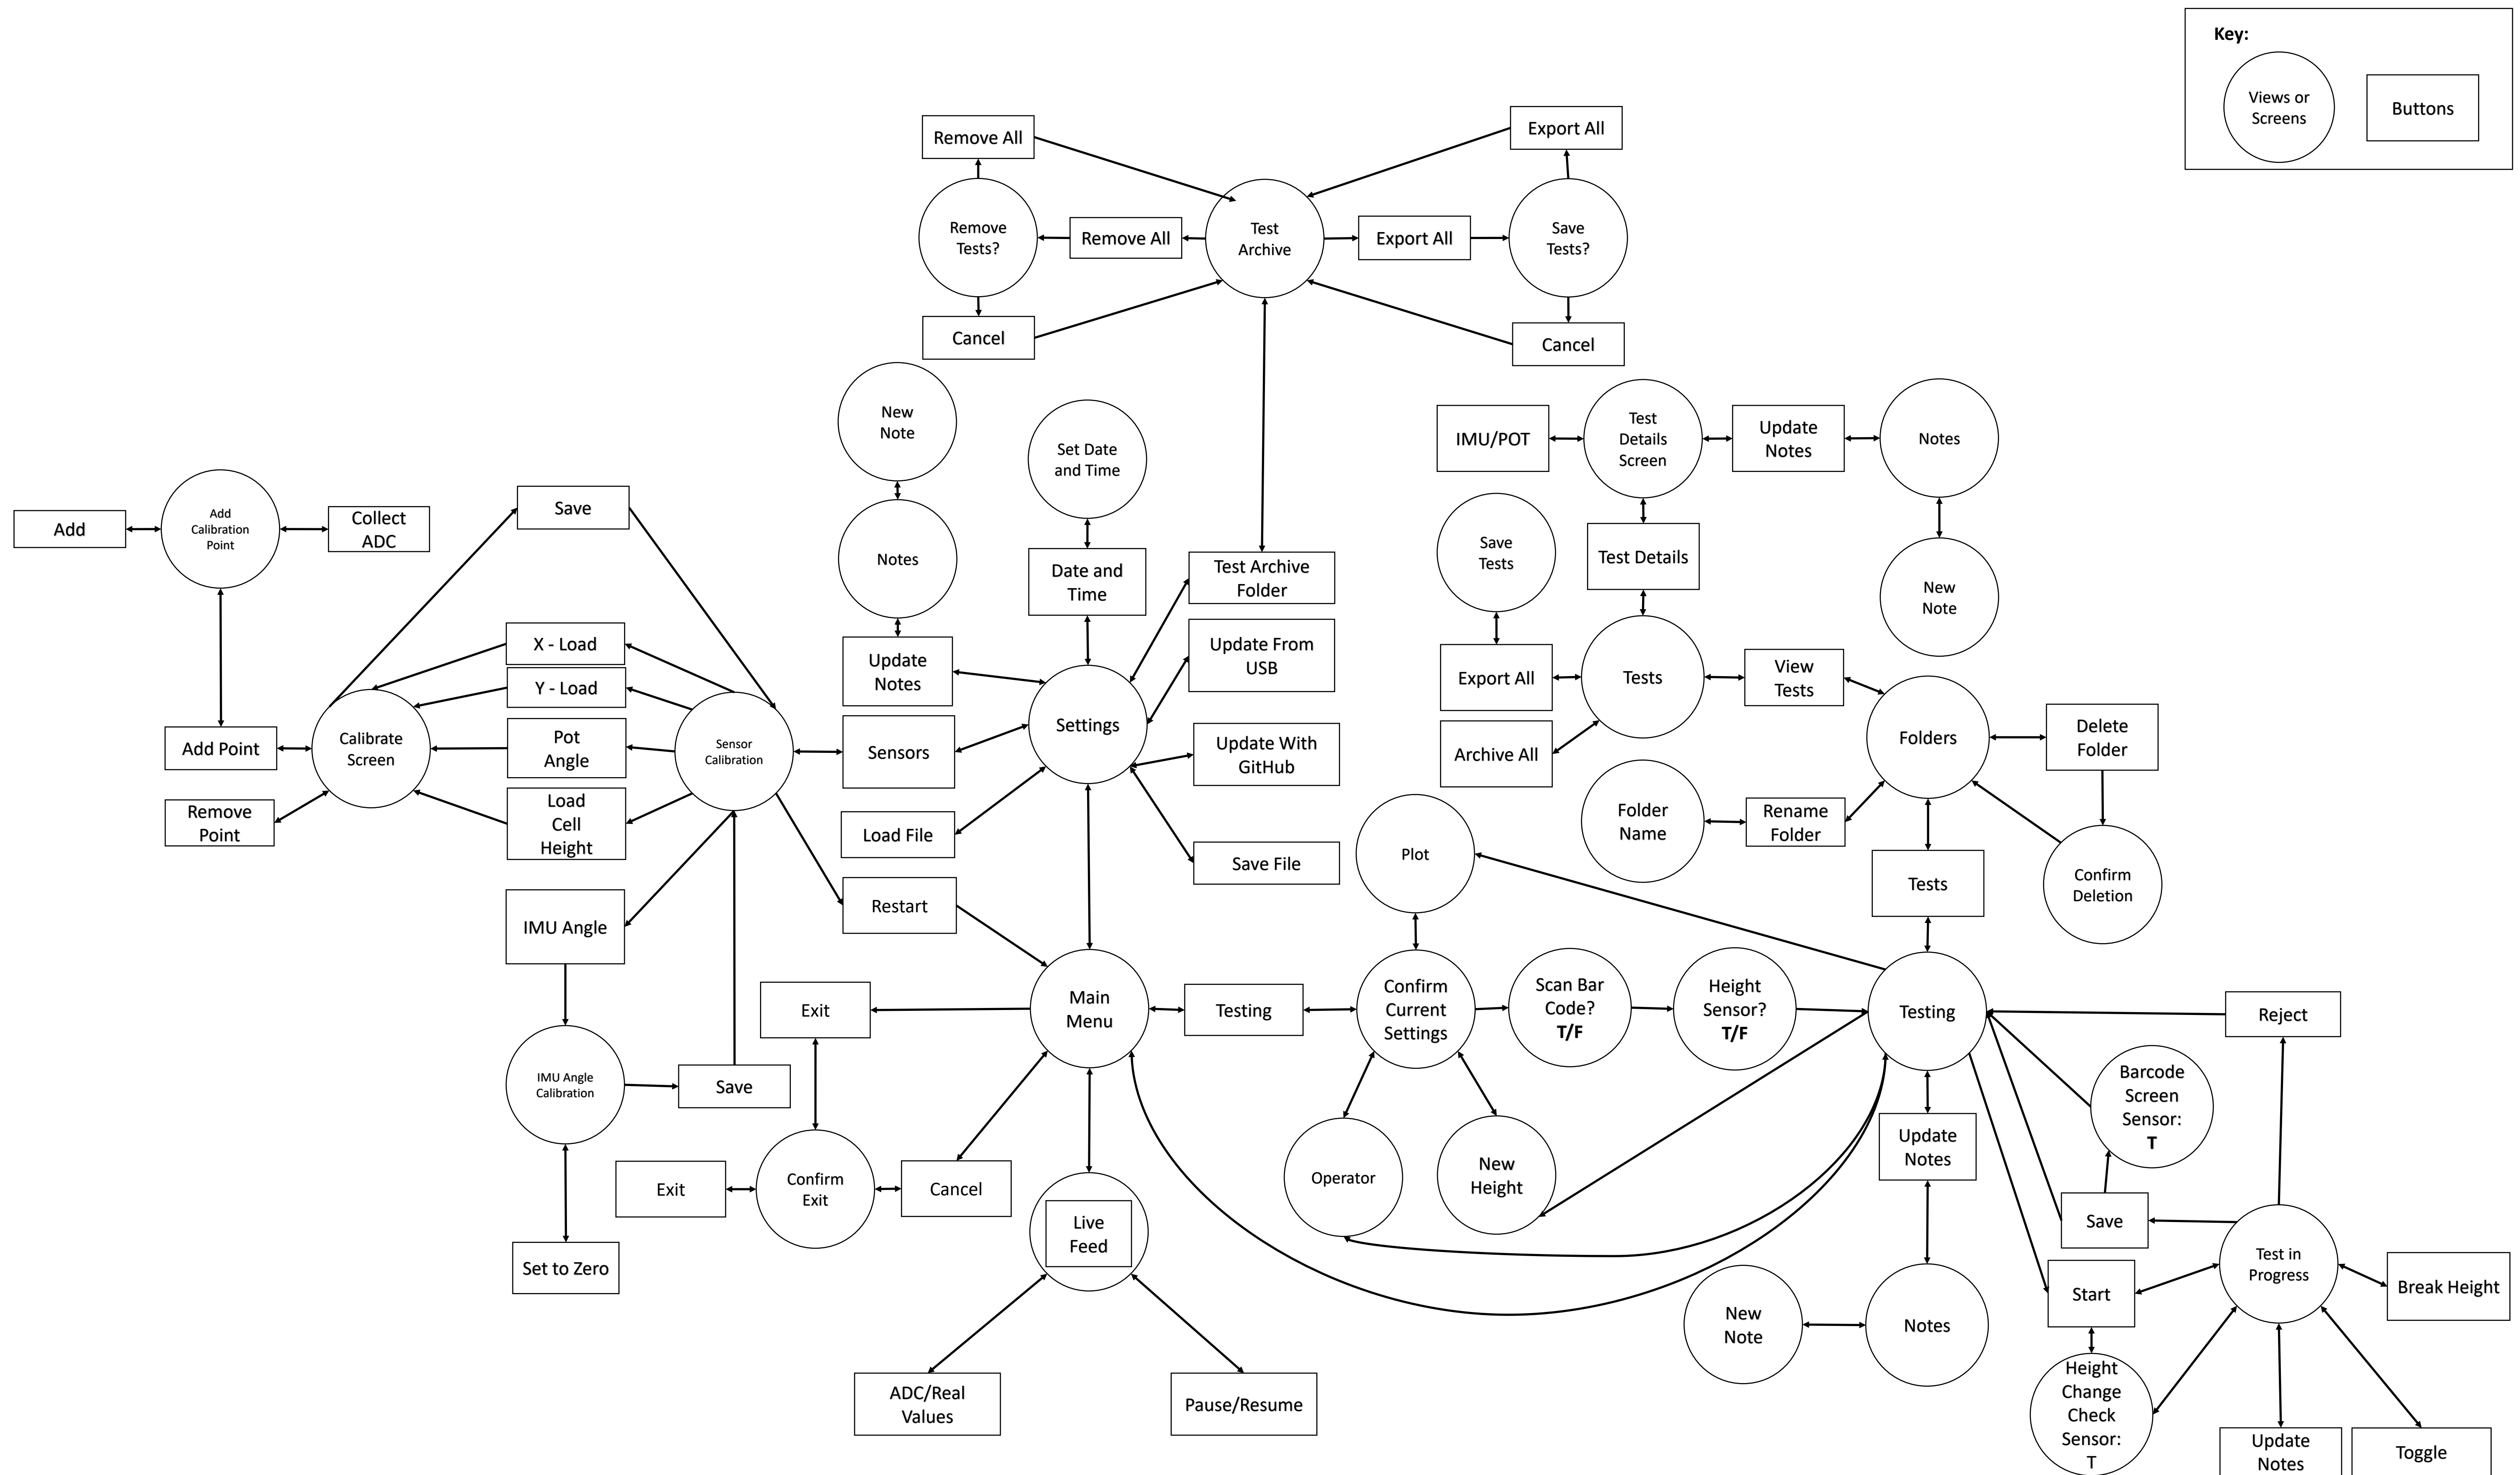 Key:
Views or
Screens
Buttons
Remove All
Export All
Remove
Tests?
Remove All
Test
Archive
Export All
Save
Tests?
Cancel
Cancel
New
Note
Set Date
and Time
IMU/POT
Test
Details
Screen
Update
Notes
Notes
Add
Add
Calibration
Point
Collect
ADC
Save
Notes
Date and
Time
Test Archive
Folder
Save
Tests
Test Details
New
Note
X - Load
Y - Load
Update
Notes
Update From
USB
Export All
Tests
View
Tests
Add Point
Calibrate
Screen
Pot
Angle
Sensor
Calibration
Sensors
Settings
Update With
GitHub
Archive All
Folders
Delete
Folder
Remove
Point
Load
Cell
Height
Load File
Save File
Plot
Folder
Name
Rename
Folder
Confirm
Deletion
Tests
IMU Angle
Restart
Exit
Main
Menu
Testing
Confirm
Current
Settings
Scan Bar
Code?
T/F
Height
Sensor?
T/F
Testing
Reject
IMU Angle
Calibration
Save
Barcode
Screen
Sensor:
T
Exit
Confirm
Exit
Cancel
Live
Feed
Operator
New
Height
Update
Notes
Save
Set to Zero
Test in
Progress
Start
Break Height
New
Note
Notes
ADC/Real
Values
Pause/Resume
Height
Change
Check
Sensor:
T
Update
Notes
Toggle